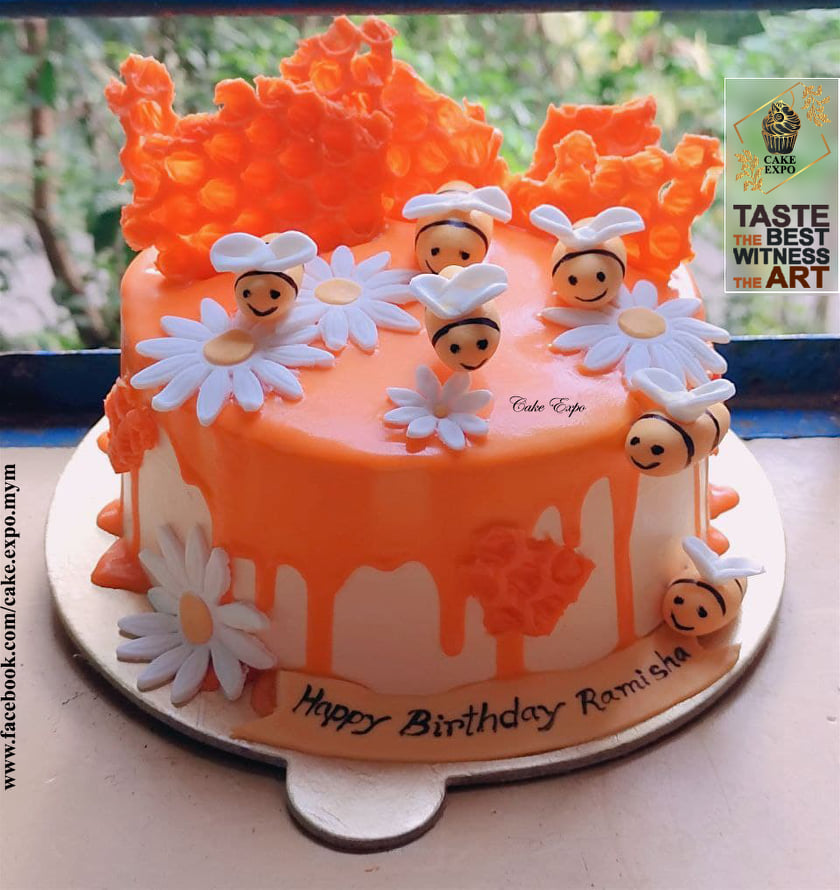 CAKE
EXPO
TASTE
THE BEST
WITNESS
THE ART
Cake Expo
Happy Birthday Ramisha
www.facebook.com/cake.expo.mym